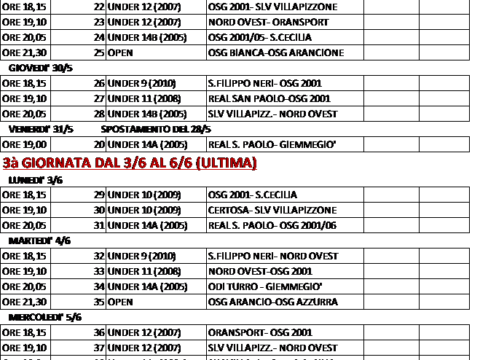 ORE 18,15 22 UNDER 12 (2007) OSG 2001- SLV VILLAPIZZONE
ORE 19,10 23 UNDER 12 (2007) NORD OVEST- ORANSPORT
ORE 20,05 24 UNDER 14B (2005) OSG 2001/05- S.CECILIA
ORE 21,30 25 OPEN OSG BIANCA-OSG ARANCIONE
GIOVEDI' 30/5
ORE 18,15 26 UNDER 9 (2010) S.FILIPPO NERI- OSG 2001
ORE 19,10 27 UNDER 11 (2008) REAL SAN PAOLO- OSG 2001
ORE 20,05 28 UNDER 14B (2005) SLV VILLAPIZZ.- NORD OVEST
VENERDI' 31/5 SPOSTAMENTO DEL 28/5
ORE 19,00 20 UNDER 14A (2005) REAL S. PAOLO- GIEMMEGIO'
3à GIORNATA DAL 3/6 AL 6/6 (ULTIMA)
LUNEDI' 3/6
ORE 18,15 29 UNDER 10 (2009) OSG 2001- S.CECILIA
ORE 19,10 30 UNDER 10 (2009) CERTOSA- SLV VILLAPIZZONE
ORE 20,05 31 UNDER 14A (2005) REAL S. PAOLO- OSG 2001/06
MARTEDI' 4/6
ORE 18,15 32 UNDER 9 (2010) S.FILIPPO NERI- NORD OVEST
ORE 19,10 33 UNDER 11 (2008) NORD OVEST-OSG 2001
ORE 20,05 34 UNDER 14A (2005) ODI TURRO - GIEMMEGIO'
ORE 21,30 35 OPEN OSG ARANCIO-OSG AZZURRA
MERCOLEDI' 5/6
ORE 18,15 36 UNDER 12 (2007) ORANSPORT- OSG 2001
ORE 19,10 37 UNDER 12 (2007) SLV VILLAPIZZ.- NORD OVEST